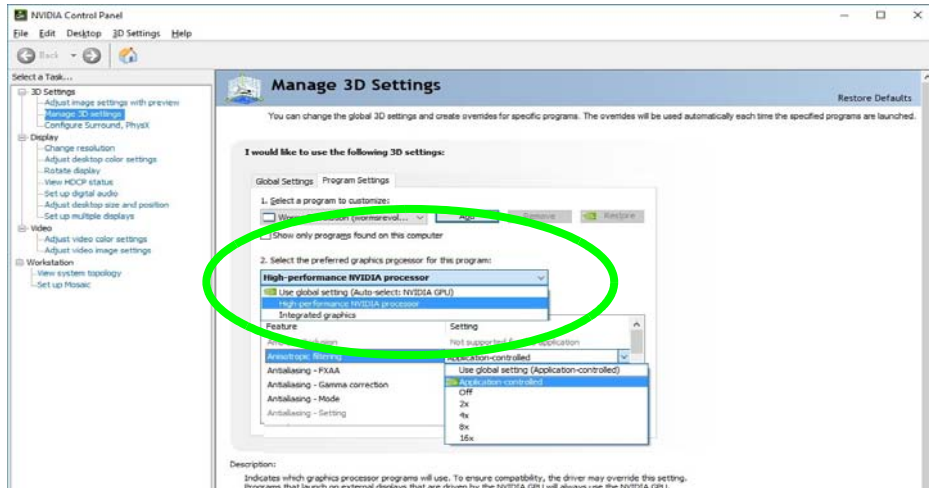 NVIDIA Control Panel
File Edit Desktop 3D Settings Help
Back
Select a Task...
3D Settings
Adjust image settings with preview
Manage 3D settings
Configure Surround, PhysX
Display
Change resolution
Adjust desktop color settings
Rotate display
View HDCP status
Set up digital audio
Adjust desktop size and position
Set up multiple displays
Video
Adjust video color settings
Adjust video image settings
Workstation
View system topology
Set up Mosaic
Manage 3D Settings
Restore Defaults
You can change the global 3D settings and create overrides for specific programs. The overrides will be used automatically each time the specified programs are launched.
I would like to use the following 3D settings:
Global Settings Program Settings
1. Select a program to customize:
(wormsrevol... Add Remove Restore
Show only programs found on this computer
2. Select the preferred graphics processor for this program:
High-performance NVIDIA processor
Use global setting (Auto-select: NVIDIA GPU)
High-performance NVIDIA processor
Integrated graphics
Feature Setting
Not supported application
Anisotropic filtering Application-controlled
Antialiasing - FXAA
Antialiasing - Gamma correction
Antialiasing - Mode
Antialiasing - Setting
Use global setting (Application-controlled)
Application-controlled
Off
2x
4x
8x
16x
Description:
Indicates which graphics processor programs will use. To ensure compatibility, the driver may override this setting.
Programs that launch on external displays that are driven by the NVIDIA GPU will always use the NVIDIA GPU.